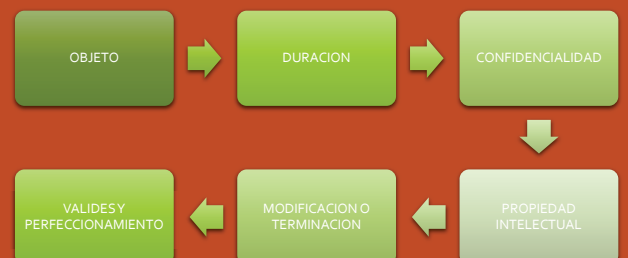 OBJETO
DURACION
CONFIDENCIALIDAD
PROPIEDAD
INTELECTUAL
MODIFICACION O
TERMINACION
VALIDES Y
PERFECCIONAMIENTO